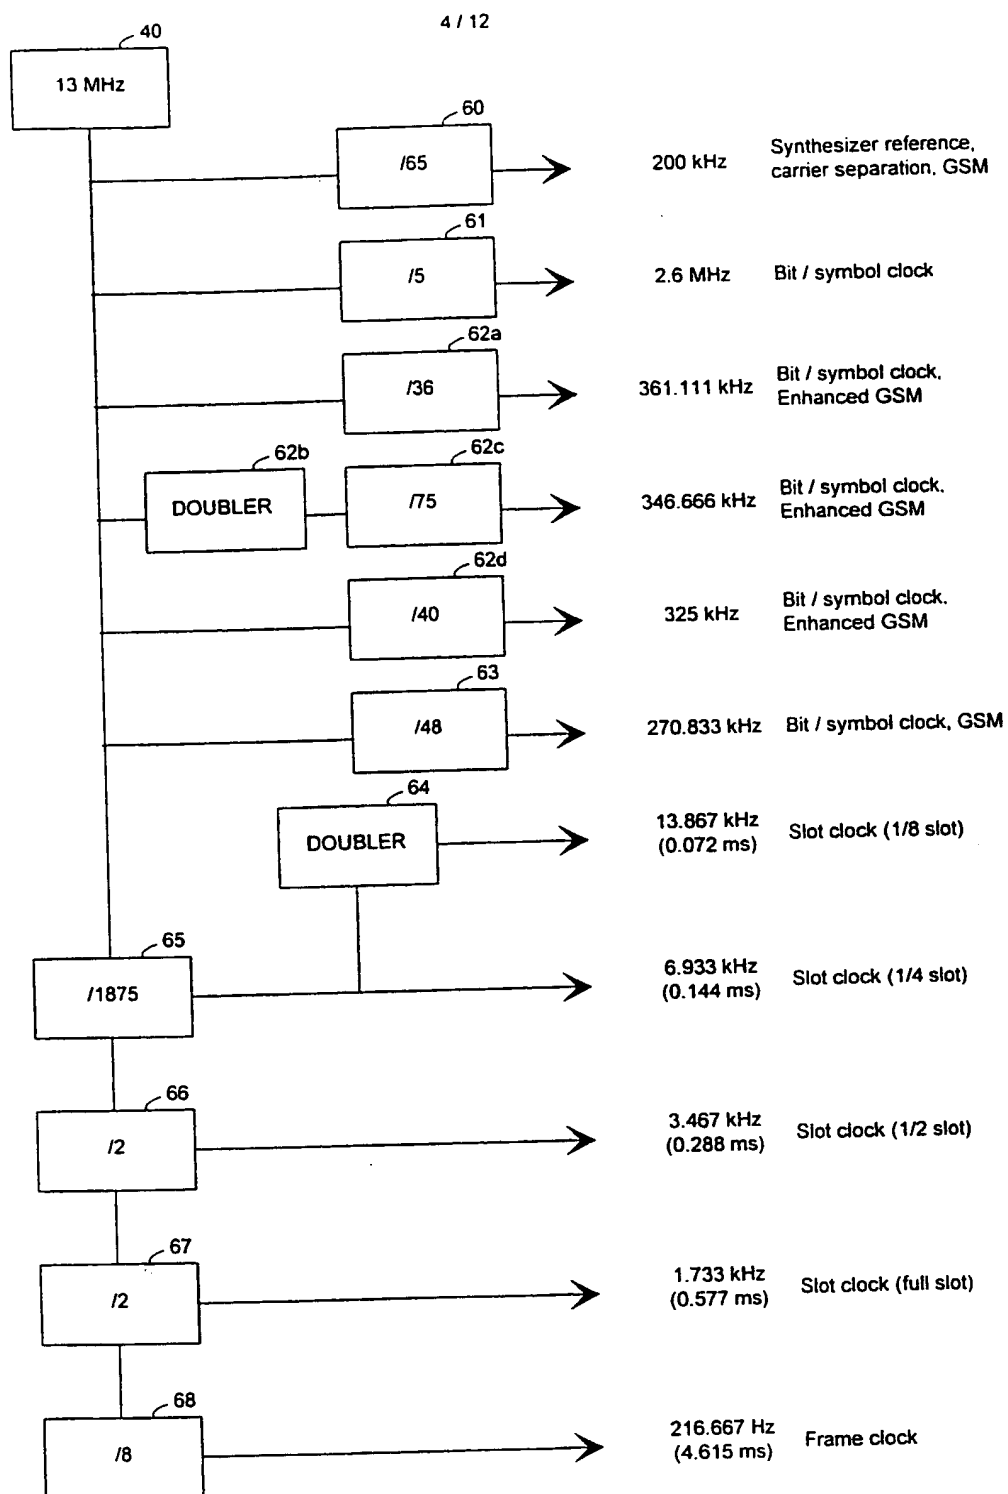 4 / 12
40
13 MHz
60
/65
200 kHz
Synthesizer reference,
carrier separation, GSM
61
/5
2.6 MHz
Bit / symbol clock
62a
/36
361.111 kHz
Bit / symbol clock,
Enhanced GSM
62b
DOUBLER
62c
/75
346.666 kHz
Bit / symbol clock,
Enhanced GSM
62d
/40
325 kHz
Bit / symbol clock.
Enhanced GSM
63
/48
270.833 kHz
Bit / symbol clock, GSM
64
DOUBLER
13.867 kHz
(0.072 ms)
Slot clock (1/8 slot)
65
/1875
6.933 kHz
(0.144 ms)
Slot clock (1/4 slot)
66
/2
3.467 kHz
(0.288 ms)
Slot clock (1/2 slot)
67
/2
1.733 kHz
(0.577 ms)
Slot clock (full slot)
68
/8
216.667 Hz
(4.615 ms)
Frame clock